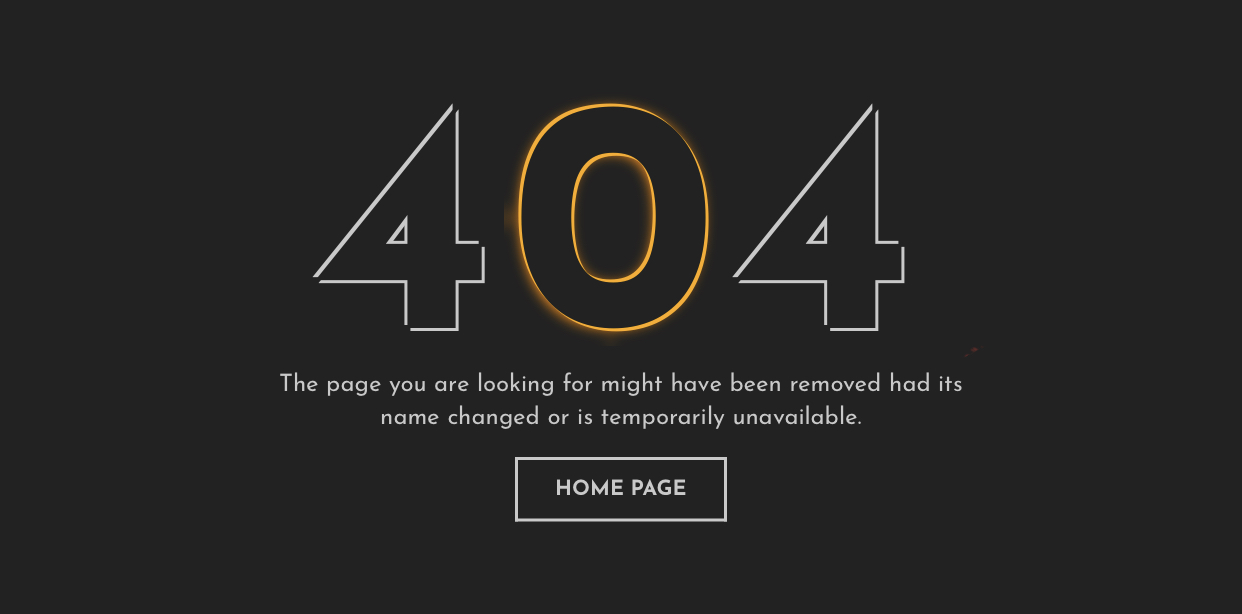 404
The page you are looking for might have been removed had its
name changed or is temporarily unavailable.
HOME PAGE